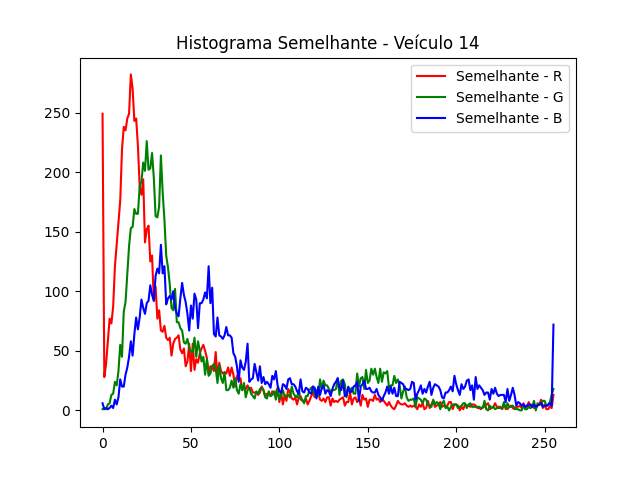 Histograma Semelhante - Veículo 14
Semelhante - R
Semelhante - G
Semelhante - B
250
200
150
100
50
0
0 50 100 150 200 250